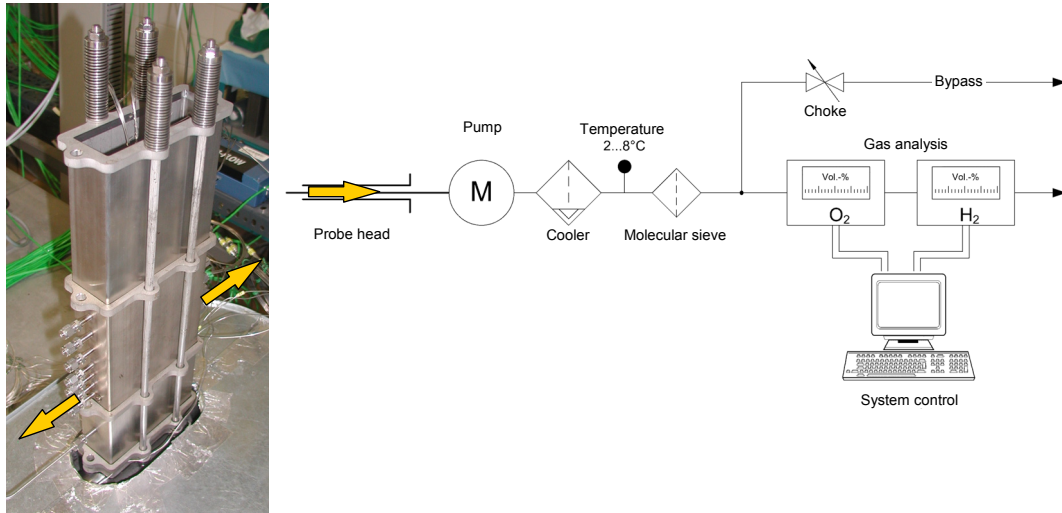 Bypass
Choke
Pump
Temperature
2...8°C
Gas analysis
M
Vol.-%
Vol.-%
O₂
H₂
Probe head
Cooler
Molecular sieve
System control